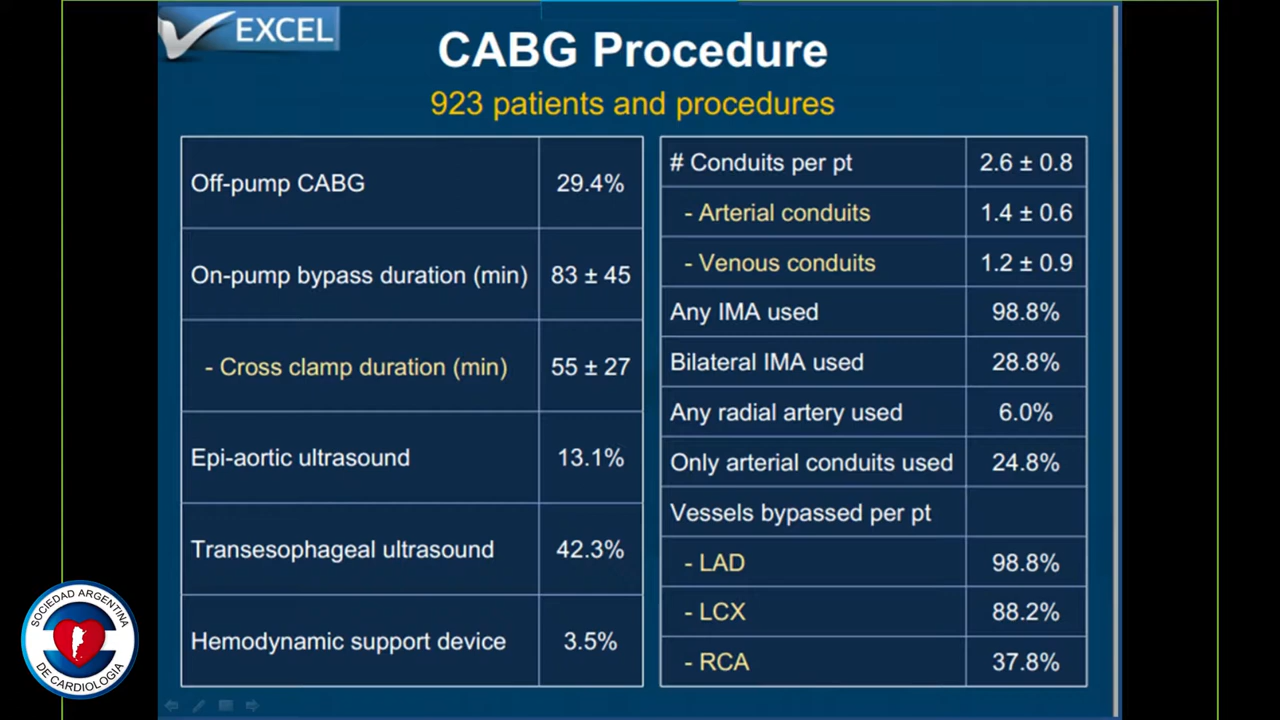 EXCEL
CABG Procedure
923 patients and procedures
Off-pump CABG 29.4%
On-pump bypass duration (min) 83 ± 45
- Cross clamp duration (min) 55 ± 27
Epi-aortic ultrasound 13.1%
Transesophageal ultrasound 42.3%
Hemodynamic support device 3.5%
# Conduits per pt 2.6 ± 0.8
- Arterial conduits 1.4 ± 0.6
- Venous conduits 1.2 ± 0.9
Any IMA used 98.8%
Bilateral IMA used 28.8%
Any radial artery used 6.0%
Only arterial conduits used 24.8%
Vessels bypassed per pt
- LAD 98.8%
- LCX 88.2%
- RCA 37.8%
SOCIEDAD ARGENTINA
DE CARDIOLOGÍA